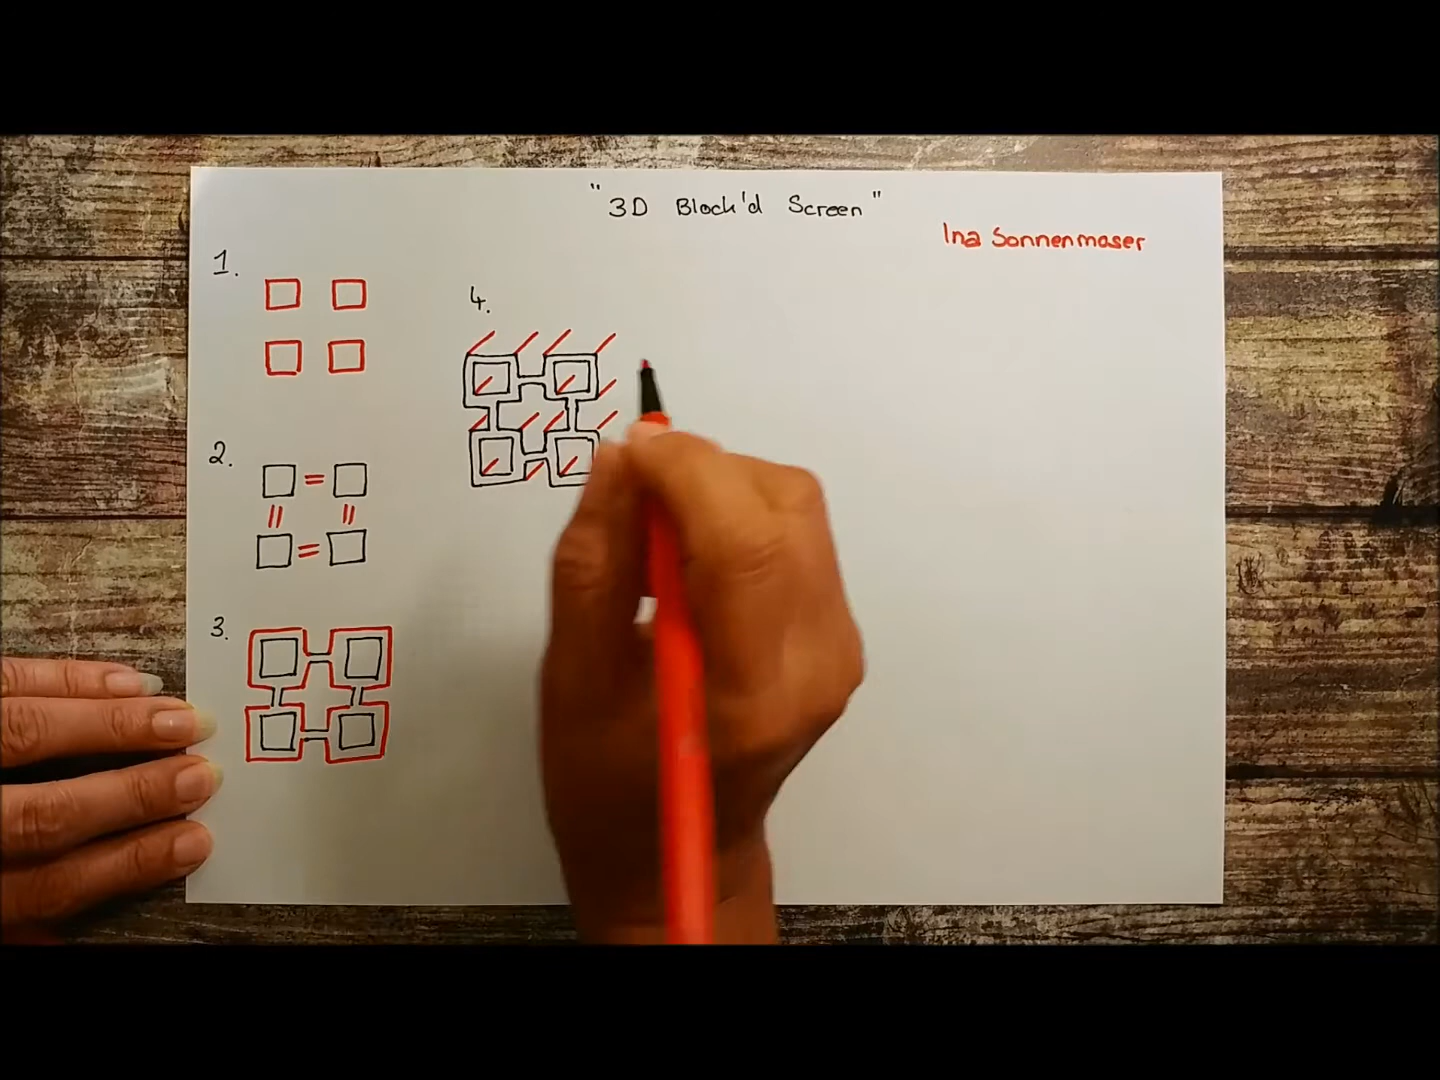 "3D Block'd Screen"
Ina Sonnenmoser
1.
4.
2.
3.